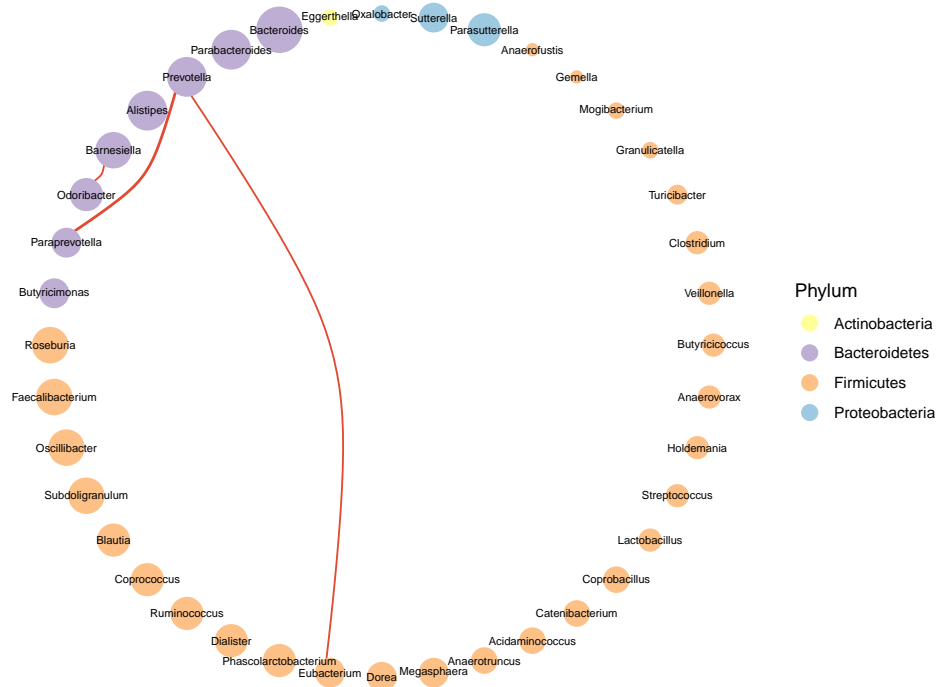 Eggerthella
Oxalobacter
Sutterella
Parasutterella
Anaerofustis
Gemella
Mogibacterium
Granulicatella
Turicibacter
Clostridium
Veillonella
Butyricicoccus
Anaerovorax
Holdemania
Streptococcus
Lactobacillus
Coprobacillus
Catenibacterium
Acidaminococcus
Anaerotruncus
Megasphaera
Dorea
Eubacterium
Phascolarctobacterium
Dialister
Ruminococcus
Coprococcus
Blautia
Subdoligranulum
Oscillibacter
Faecalibacterium
Roseburia
Butyricimonas
Paraprevotella
Odoribacter
Barnesiella
Alistipes
Prevotella
Parabacteroides
Bacteroides
Phylum
Actinobacteria
Bacteroidetes
Firmicutes
Proteobacteria